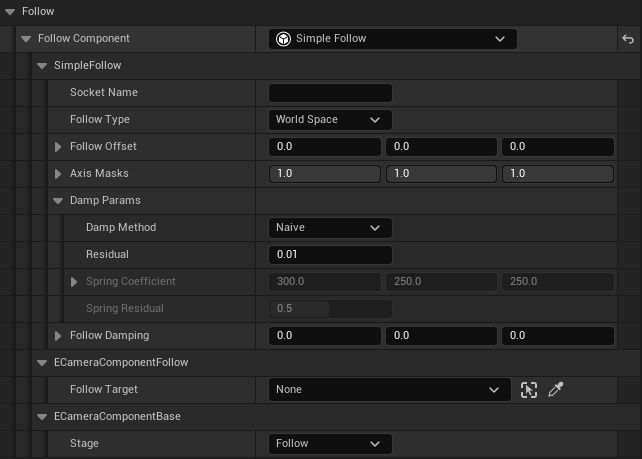 Follow
Follow Component Simple Follow
SimpleFollow
Socket Name
Follow Type World Space
Follow Offset 0.0 0.0 0.0
Axis Masks 1.0 1.0 1.0
Damp Params
Damp Method Naive
Residual 0.01
Spring Coefficient 300.0 250.0 250.0
Spring Residual 0.5
Follow Damping 0.0 0.0 0.0
ECameraComponentFollow
Follow Target None
ECameraComponentBase
Stage Follow